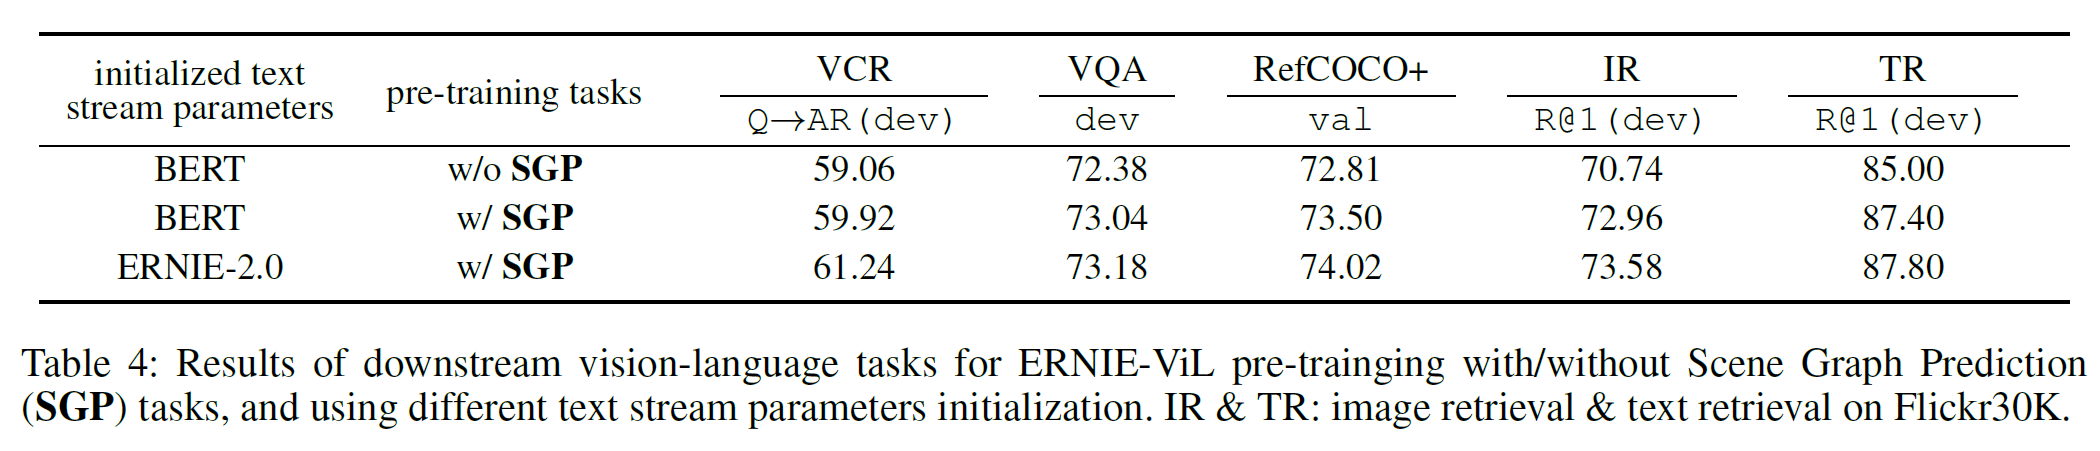 initialized text stream parameters pre-training tasks VCR VQA RefCOCO+ IR TR
Q→AR(dev) dev val R@1(dev) R@1(dev)
BERT w/o SGP 59.06 72.38 72.81 70.74 85.00
BERT w/ SGP 59.92 73.04 73.50 72.96 87.40
ERNIE-2.0 w/ SGP 61.24 73.18 74.02 73.58 87.80
Table 4: Results of downstream vision-language tasks for ERNIE-ViL pre-trainging with/without Scene Graph Prediction
(SGP) tasks, and using different text stream parameters initialization. IR & TR: image retrieval & text retrieval on Flickr30K.